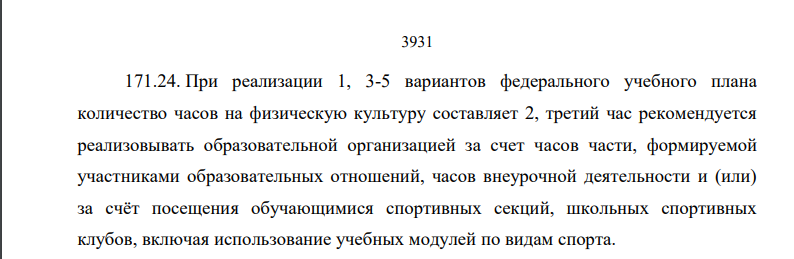 3931
171.24. При реализации 1, 3-5 вариантов федерального учебного плана
количество часов на физическую культуру составляет 2, третий час рекомендуется
реализовывать образовательной организацией за счет часов части, формируемой
участниками образовательных отношений, часов внеурочной деятельности и (или)
за счёт посещения обучающимися спортивных секций, школьных спортивных
клубов, включая использование учебных модулей по видам спорта.